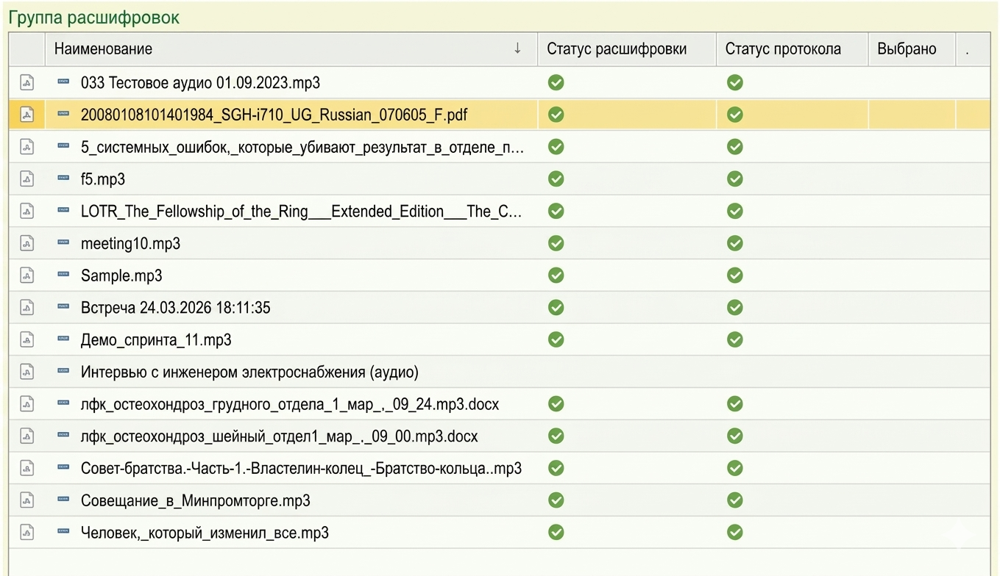 Группа расшифровок
Наименование ↓ Статус расшифровки Статус протокола Выбрано .
033 Тестовое аудио 01.09.2023.mp3
20080108101401984_SGH-i710_UG_Russian_070605_F.pdf
5_системных_ошибок,_которые_убивают_результат_в_отделе_п...
f5.mp3
LOTR_The_Fellowship_of_the_Ring___Extended_Edition___The_C...
meeting10.mp3
Sample.mp3
Встреча 24.03.2026 18:11:35
Демо_спринта_11.mp3
Интервью с инженером электроснабжения (аудио)
лфк_остеохондроз_грудного_отдела_1_мар_._09_24.mp3.docx
лфк_остеохондроз_шейный_отдел1_мар_._09_00.mp3.docx
Совет-братства.-Часть-1.-Властелин-колец_-Братство-кольца..mp3
Совещание_в_Минпромторге.mp3
Человек,_который_изменил_все.mp3